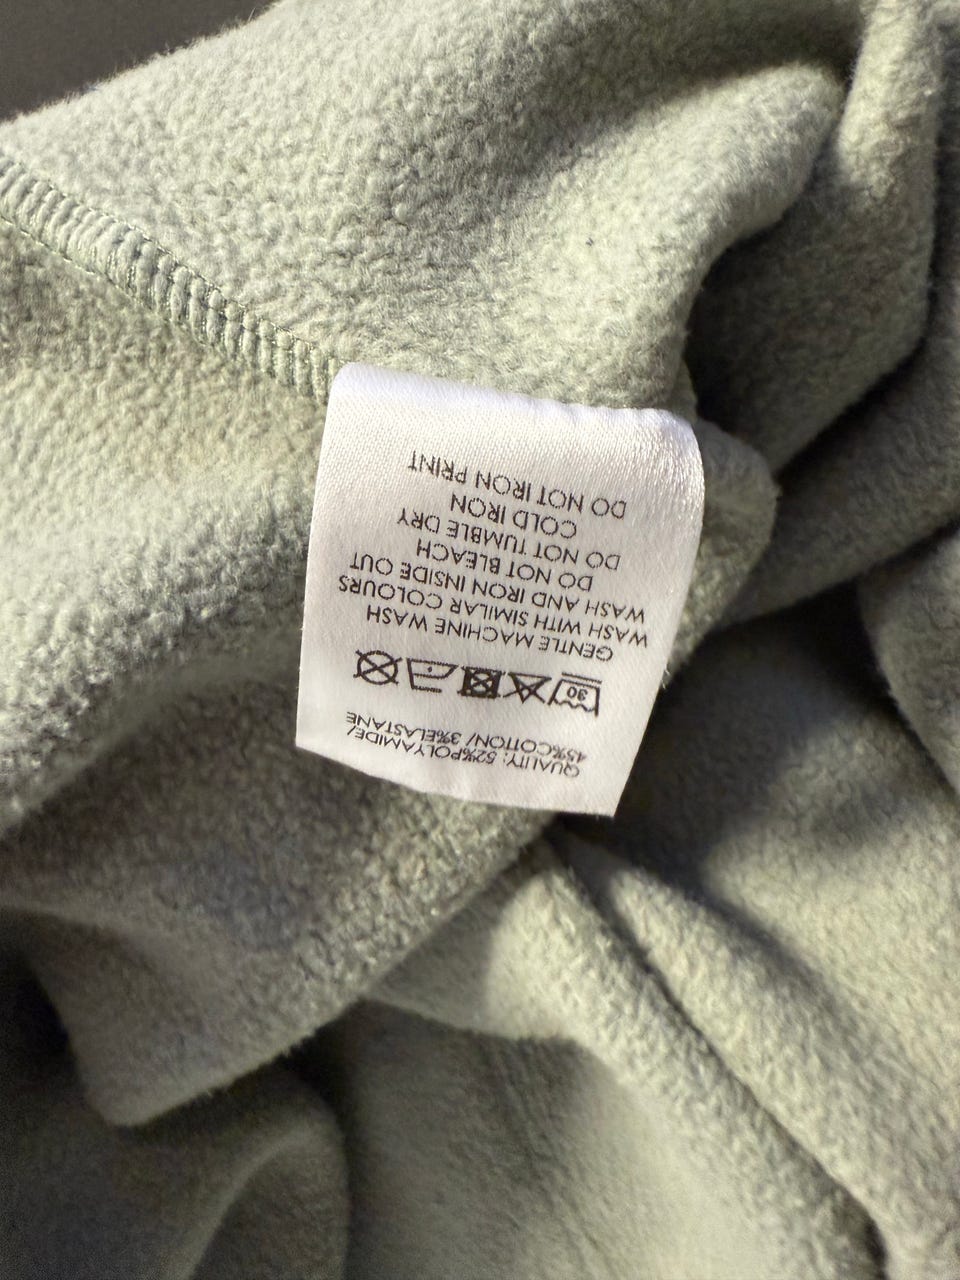 QUALITY: 52%POLYAMIDE/
45%COTTON/ 3%ELASTANE
30
GENTLE MACHINE WASH
WASH WITH SIMILAR COLOURS
WASH AND IRON INSIDE OUT
DO NOT BLEACH
DO NOT TUMBLE DRY
COLD IRON
DO NOT IRON PRINT